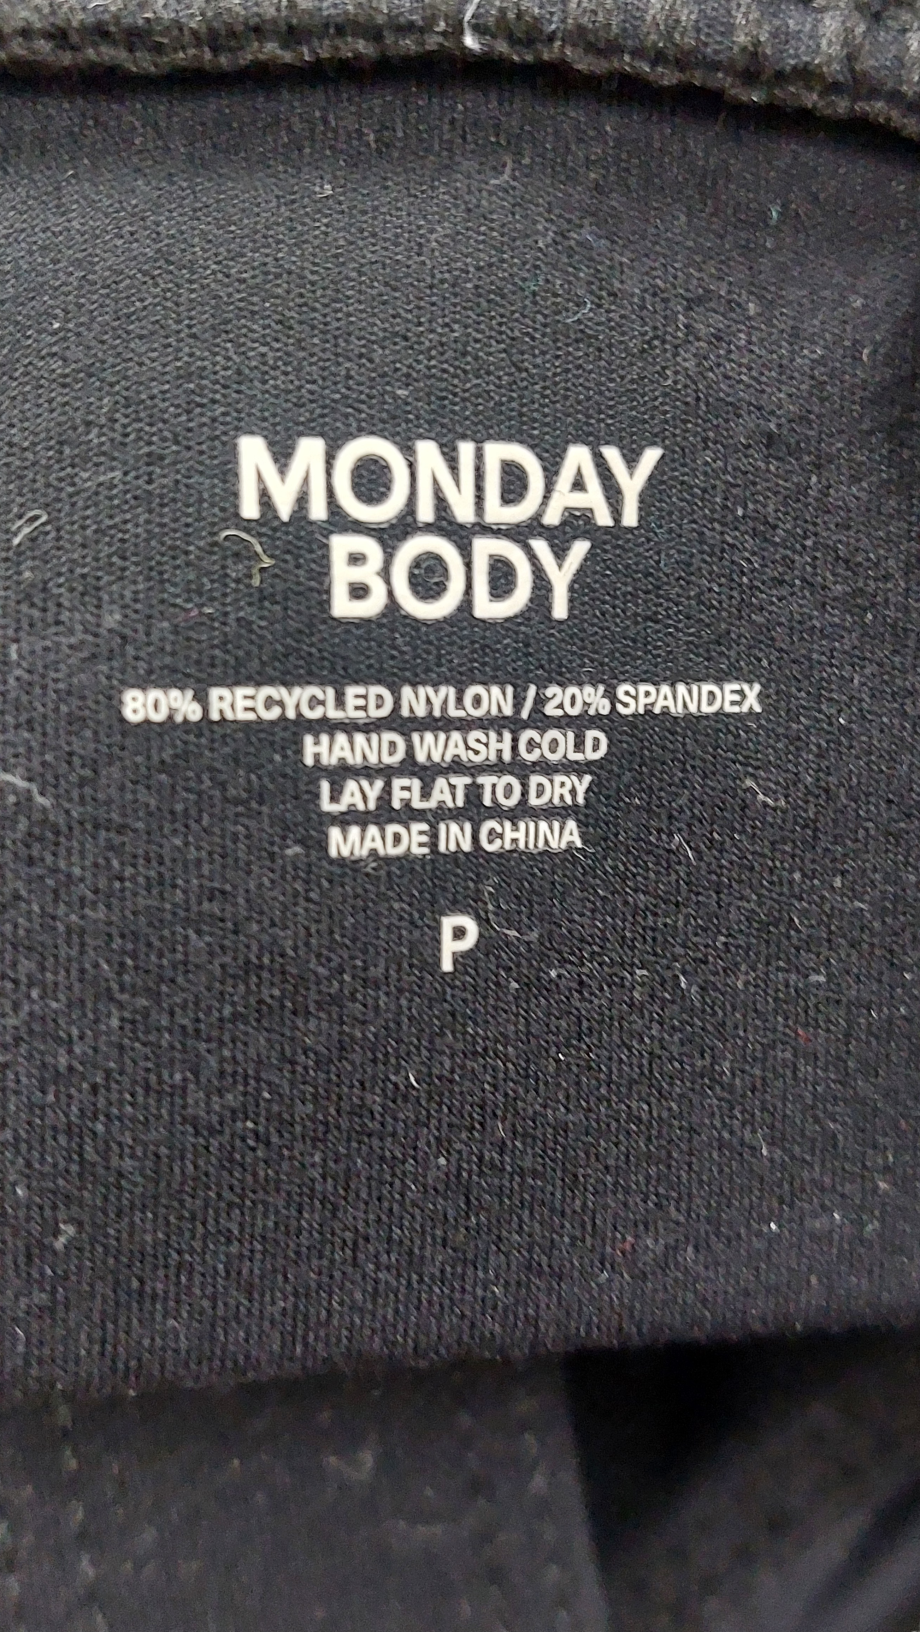 MONDAY
BODY
80% RECYCLED NYLON / 20% SPANDEX
HAND WASH COLD
LAY FLAT TO DRY
MADE IN CHINA
P